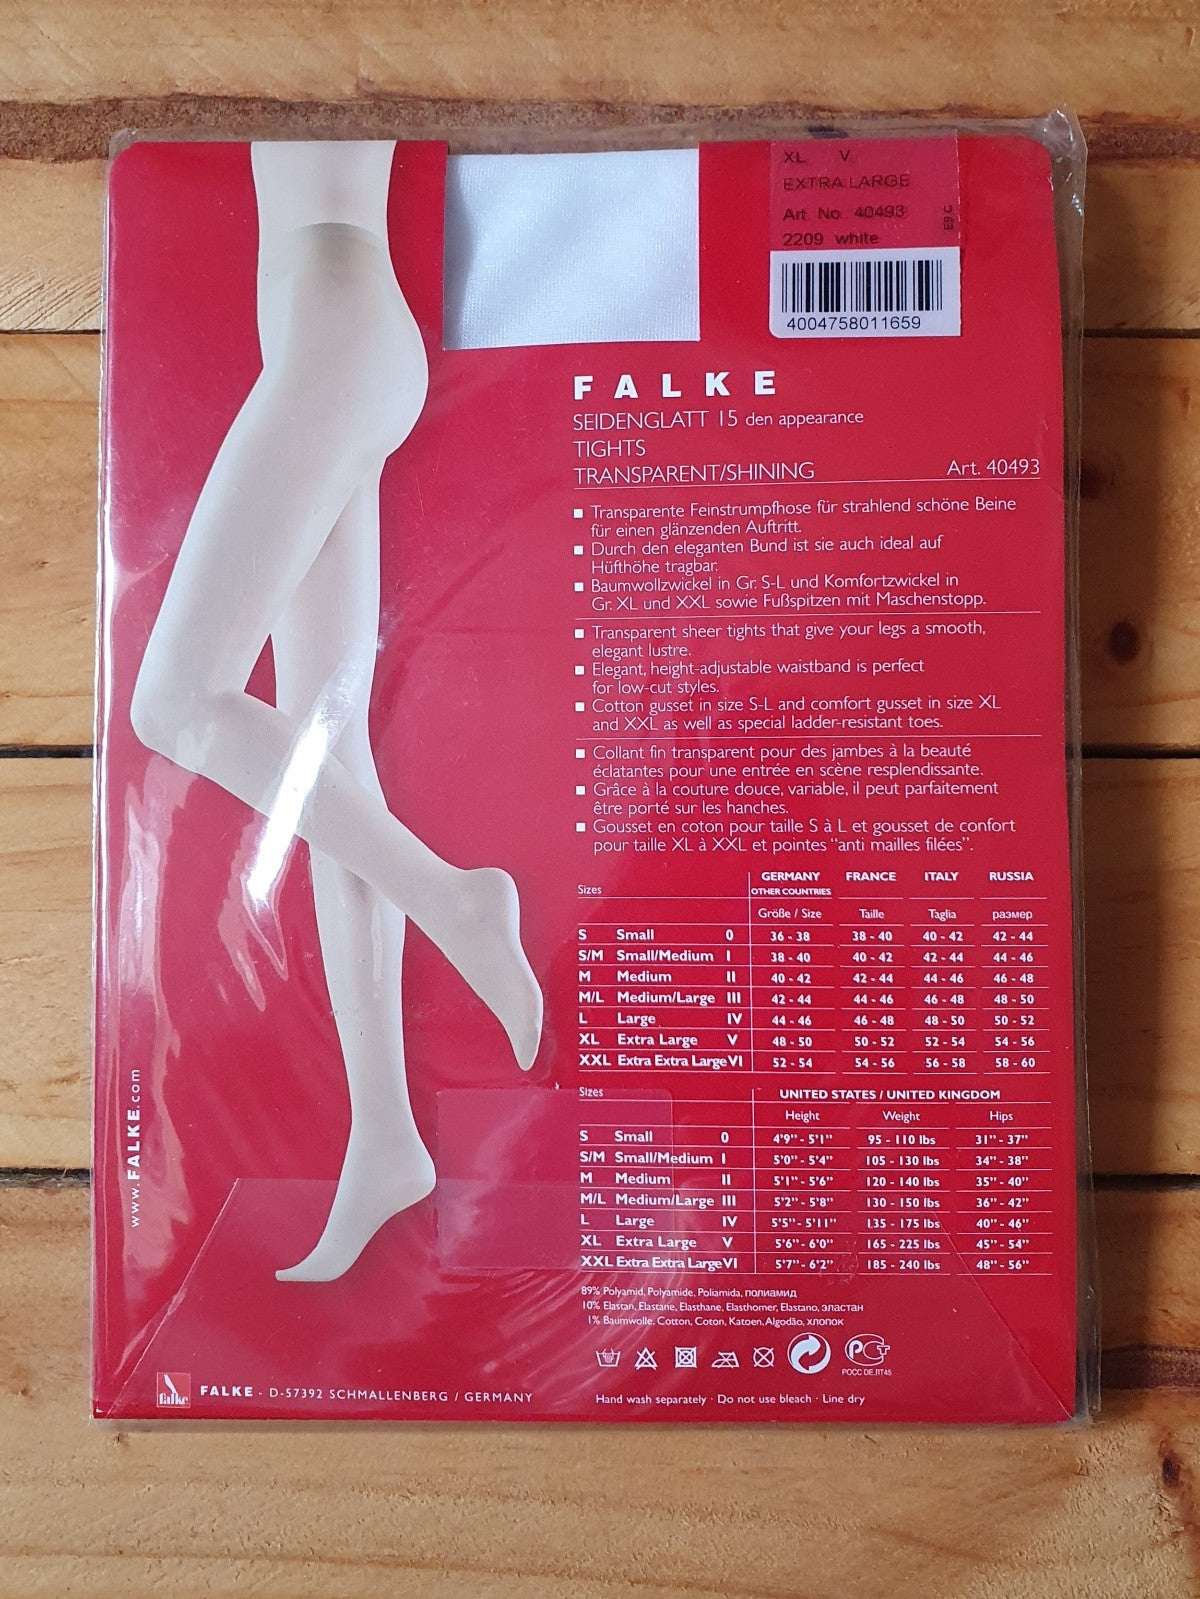 XL V
EXTRA LARGE
Art. No. 40493
2209 white
E9 C
4004758011659
FALKE
SEIDENGLATT 15 den appearance
TIGHTS
TRANSPARENT/SHINING Art. 40493
Transparente Feinstrumpfhose für strahlend schöne Beine
für einen glänzenden Auftritt.
Durch den eleganten Bund ist sie auch ideal auf
Hüfthöhe tragbar.
Baumwollzwickel in Gr. S-L und Komfortzwickel in
Gr. XL und XXL sowie Fußspitzen mit Maschenstopp.
Transparent sheer tights that give your legs a smooth,
elegant lustre.
Elegant, height-adjustable waistband is perfect
for low-cut styles.
Cotton gusset in size S-L and comfort gusset in size XL
and XXL as well as special ladder-resistant toes.
Collant fin transparent pour des jambes à la beauté
éclatantes pour une entrée en scène resplendissante.
Grâce à la couture douce, variable, il peut parfaitement
être porté sur les hanches.
Gousset en coton pour taille S à L et gousset de confort
pour taille XL à XXL et pointes "anti mailles filées".
Sizes GERMANY FRANCE ITALY RUSSIA
OTHER COUNTRIES
Größe / Size Taille Taglia размер
S Small 0 36 - 38 38 - 40 40 - 42 42 - 44
S/M Small/Medium I 38 - 40 40 - 42 42 - 44 44 - 46
M Medium II 40 - 42 42 - 44 44 - 46 46 - 48
M/L Medium/Large III 42 - 44 44 - 46 46 - 48 48 - 50
L Large IV 44 - 46 46 - 48 48 - 50 50 - 52
XL Extra Large V 48 - 50 50 - 52 52 - 54 54 - 56
XXL Extra Extra Large VI 52 - 54 54 - 56 56 - 58 58 - 60
Sizes UNITED STATES / UNITED KINGDOM
Height Weight Hips
S Small 0 4'9" - 5'1" 95 - 110 lbs 31" - 37"
S/M Small/Medium I 5'0" - 5'4" 105 - 130 lbs 34" - 38"
M Medium II 5'1" - 5'6" 120 - 140 lbs 35" - 40"
M/L Medium/Large III 5'2" - 5'8" 130 - 150 lbs 36" - 42"
L Large IV 5'5" - 5'11" 135 - 175 lbs 40" - 46"
XL Extra Large V 5'6" - 6'0" 165 - 225 lbs 45" - 54"
XXL Extra Extra Large VI 5'7" - 6'2" 185 - 240 lbs 48" - 56"
89% Polyamid, Polyamide, Poliamida, полиамид
10% Elastan, Elastane, Elasthane, Elasthomer, Elastano, эластан
1% Baumwolle, Cotton, Coton, Katoen, Algodão, хлопок
РОСС DE.ПТ45
Hand wash separately · Do not use bleach · Line dry
www.FALKE.com
falke FALKE - D-57392 SCHMALLENBERG / GERMANY